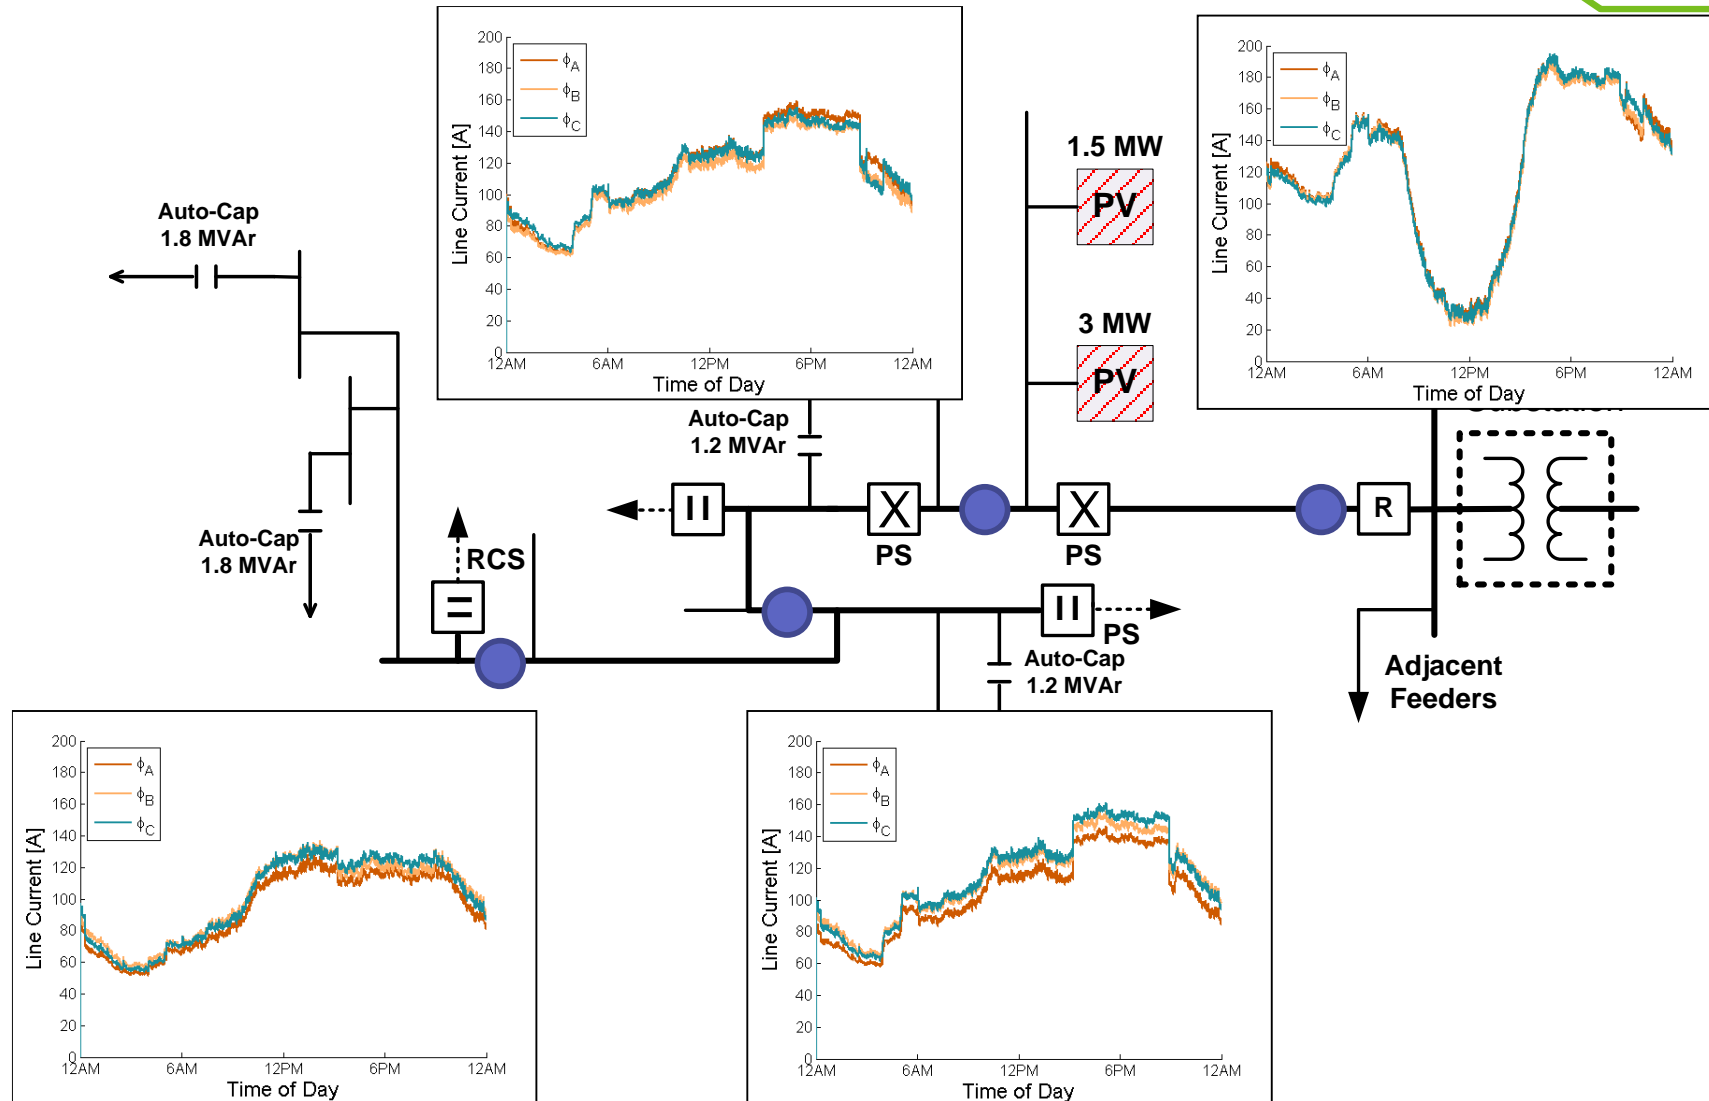 200
180
160
140
120
100
80
60
40
20
0
ϕA
ϕB
ϕC
Line Current [A]
12AM
6AM
12PM
6PM
12AM
Time of Day
200
180
160
140
120
100
80
60
40
20
0
ϕA
ϕB
ϕC
Line Current [A]
12AM
6AM
12PM
6PM
12AM
Time of Day
1.5 MW
PV
3 MW
PV
Auto-Cap
1.8 MVAr
Auto-Cap
1.2 MVAr
Substation
R
PS
PS
Auto-Cap
1.8 MVAr
RCS
PS
Auto-Cap
1.2 MVAr
Adjacent
Feeders
200
180
160
140
120
100
80
60
40
20
0
ϕA
ϕB
ϕC
Line Current [A]
12AM
6AM
12PM
6PM
12AM
Time of Day
200
180
160
140
120
100
80
60
40
20
0
ϕA
ϕB
ϕC
Line Current [A]
12AM
6AM
12PM
6PM
12AM
Time of Day